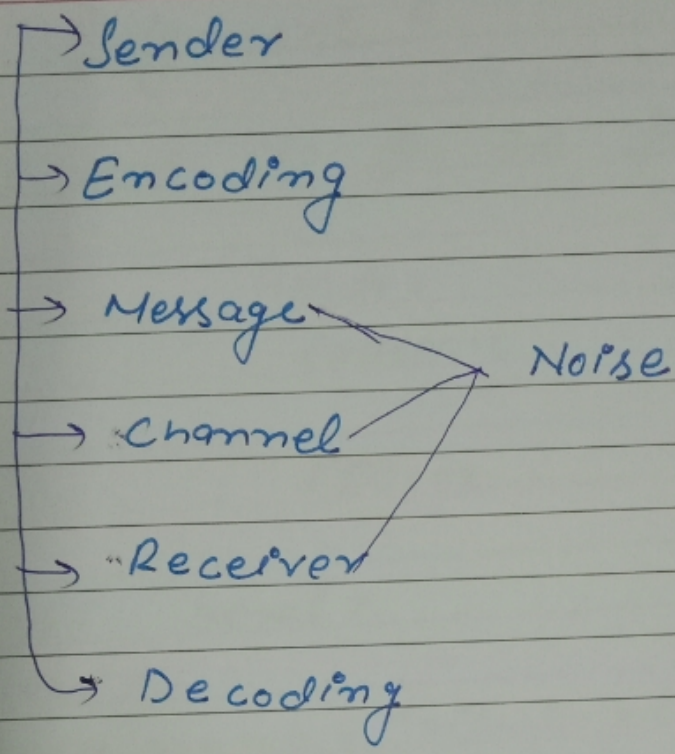 Sender
Encoding
Message
Noise
Channel
Receiver
Decoding